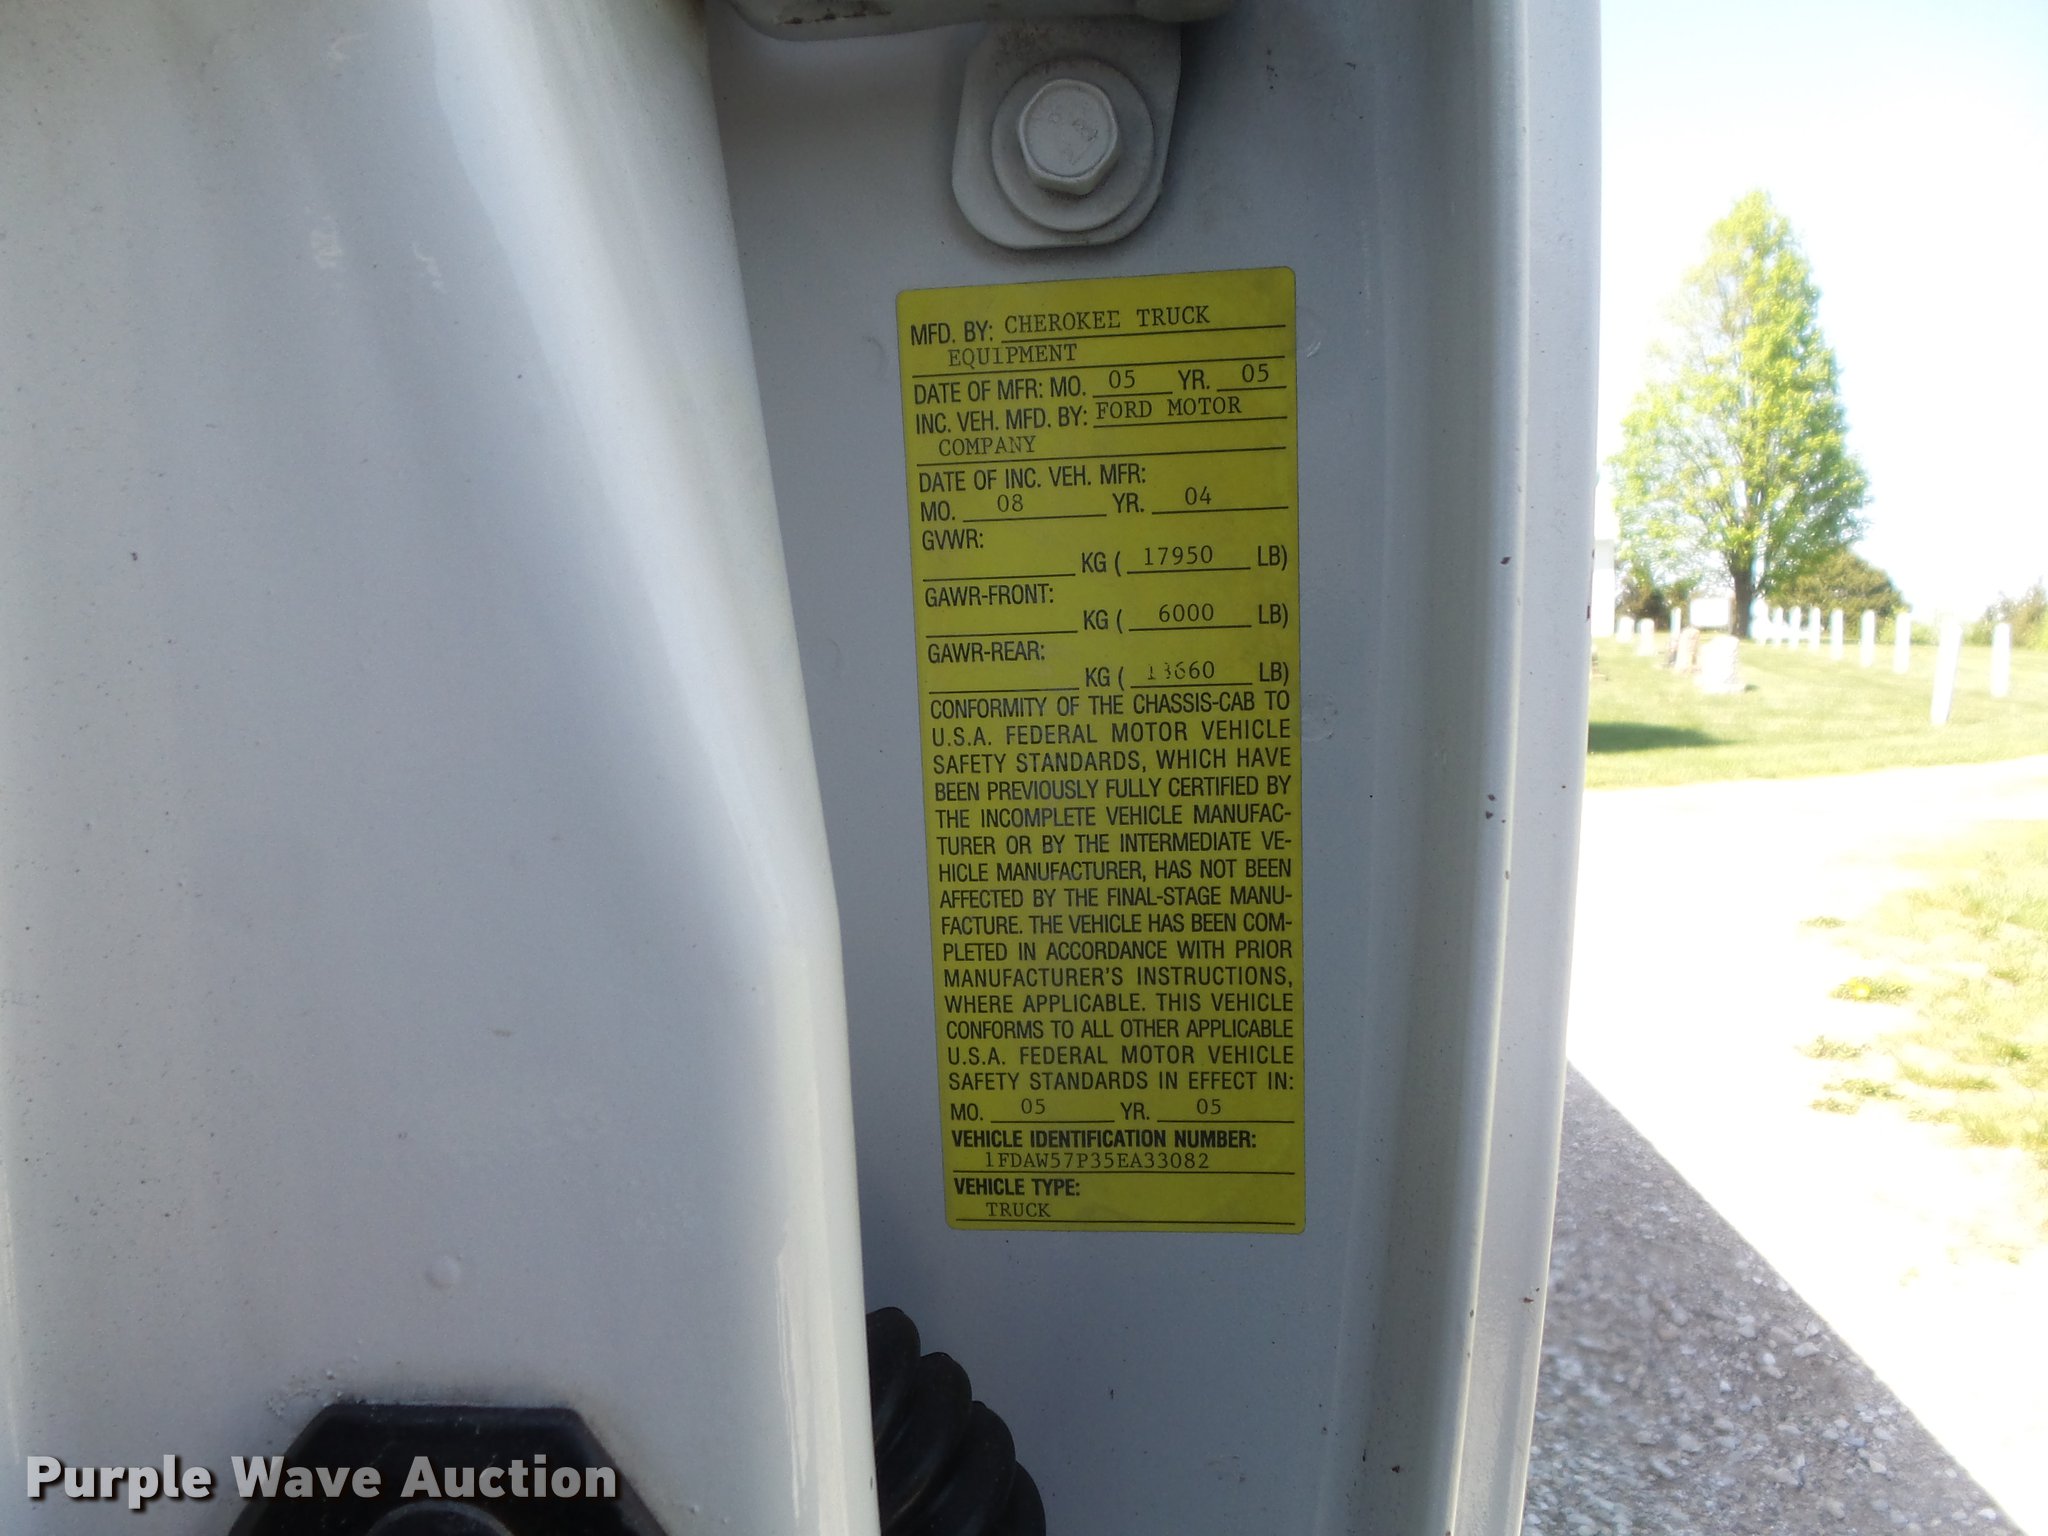 MFD. BY: CHEROKEE TRUCK
EQUIPMENT
DATE OF MFR: MO. 05 YR. 05
INC. VEH. MFD. BY: FORD MOTOR
COMPANY
DATE OF INC. VEH. MFR:
MO. 08 YR. 04
GVWR:
KG ( 17950 LB)
GAWR-FRONT:
KG ( 6000 LB)
GAWR-REAR:
KG ( 13660 LB)
CONFORMITY OF THE CHASSIS-CAB TO
U.S.A. FEDERAL MOTOR VEHICLE
SAFETY STANDARDS, WHICH HAVE
BEEN PREVIOUSLY FULLY CERTIFIED BY
THE INCOMPLETE VEHICLE MANUFAC-
TURER OR BY THE INTERMEDIATE VE-
HICLE MANUFACTURER, HAS NOT BEEN
AFFECTED BY THE FINAL-STAGE MANU-
FACTURE. THE VEHICLE HAS BEEN COM-
PLETED IN ACCORDANCE WITH PRIOR
MANUFACTURER'S INSTRUCTIONS,
WHERE APPLICABLE. THIS VEHICLE
CONFORMS TO ALL OTHER APPLICABLE
U.S.A. FEDERAL MOTOR VEHICLE
SAFETY STANDARDS IN EFFECT IN:
MO. 05 YR. 05
VEHICLE IDENTIFICATION NUMBER:
1FDAW57P35EA33082
VEHICLE TYPE:
TRUCK
Purple Wave Auction